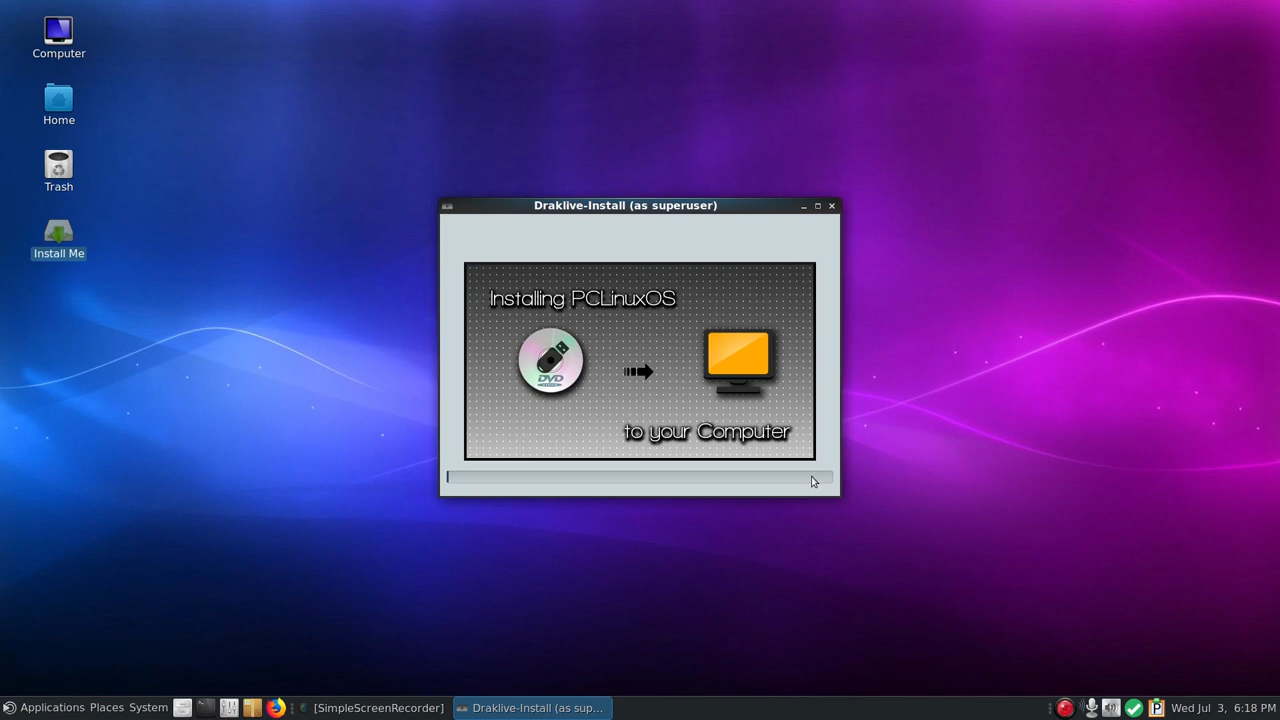 Computer
Home
Trash
Install Me
Draklive-Install (as superuser)
Installing PCLinuxOS
DVD
to your Computer
Applications Places System
[SimpleScreenRecorder]
Draklive-Install (as sup...
Wed Jul 3, 6:18 PM